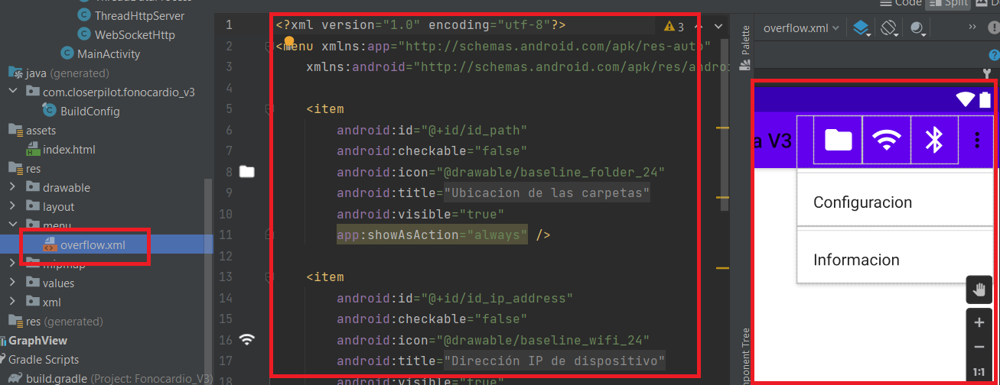 ThreadHttpServer
WebSocketHttp
MainActivity
java (generated)
com.closerpilot.fonocardio_v3
BuildConfig
assets
index.html
res
drawable
layout
menu
overflow.xml
mipmap
values
xml
res (generated)
GraphView
Gradle Scripts
build.gradle (Project: Fonocardio_V3)
1 <?xml version="1.0" encoding="utf-8"?>
2 <menu xmlns:app="http://schemas.android.com/apk/res-auto"
3 xmlns:android="http://schemas.android.com/apk/res/andro
4
5 <item
6 android:id="@+id/id_path"
7 android:checkable="false"
8 android:icon="@drawable/baseline_folder_24"
9 android:title="Ubicacion de las carpetas"
10 android:visible="true"
11 app:showAsAction="always" />
12
13 <item
14 android:id="@+id/id_ip_address"
15 android:checkable="false"
16 android:icon="@drawable/baseline_wifi_24"
17 android:title="Dirección IP de dispositivo"
18 android:visible="true"
3
Code
Split
overflow.xml
Palette
a V3
Configuracion
Informacion
mponent Tree
1:1